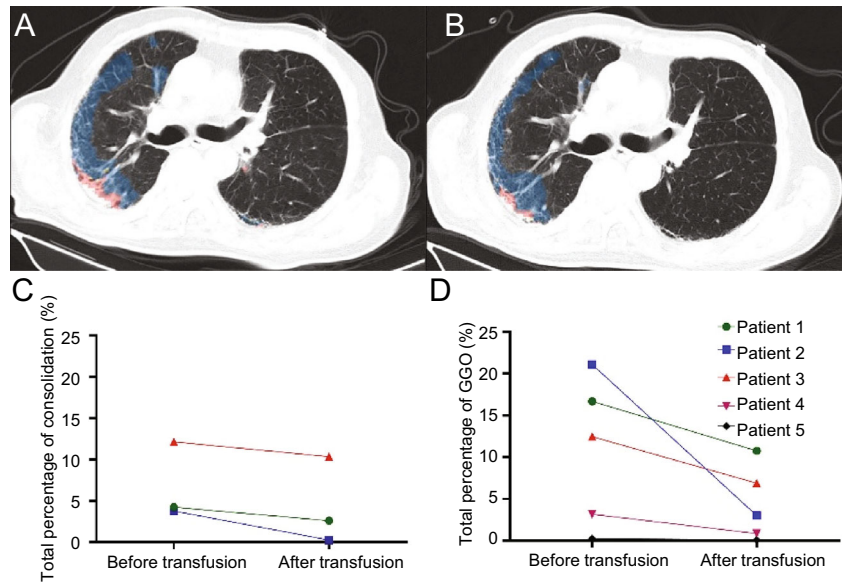 A
B
C
Total percentage of consolidation (%)
25
20
15
10
5
0
Before transfusion
After transfusion
D
Total percentage of GGO (%)
25
20
15
10
5
0
Before transfusion
After transfusion
Patient 1
Patient 2
Patient 3
Patient 4
Patient 5